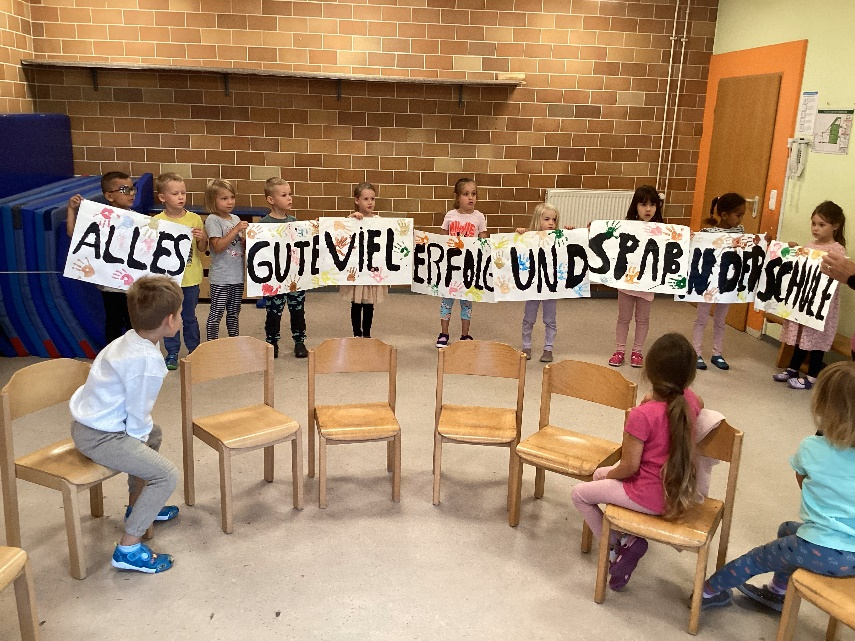 ALLES GUTE VIEL ERFOLG UND SPAß IN DER SCHULE